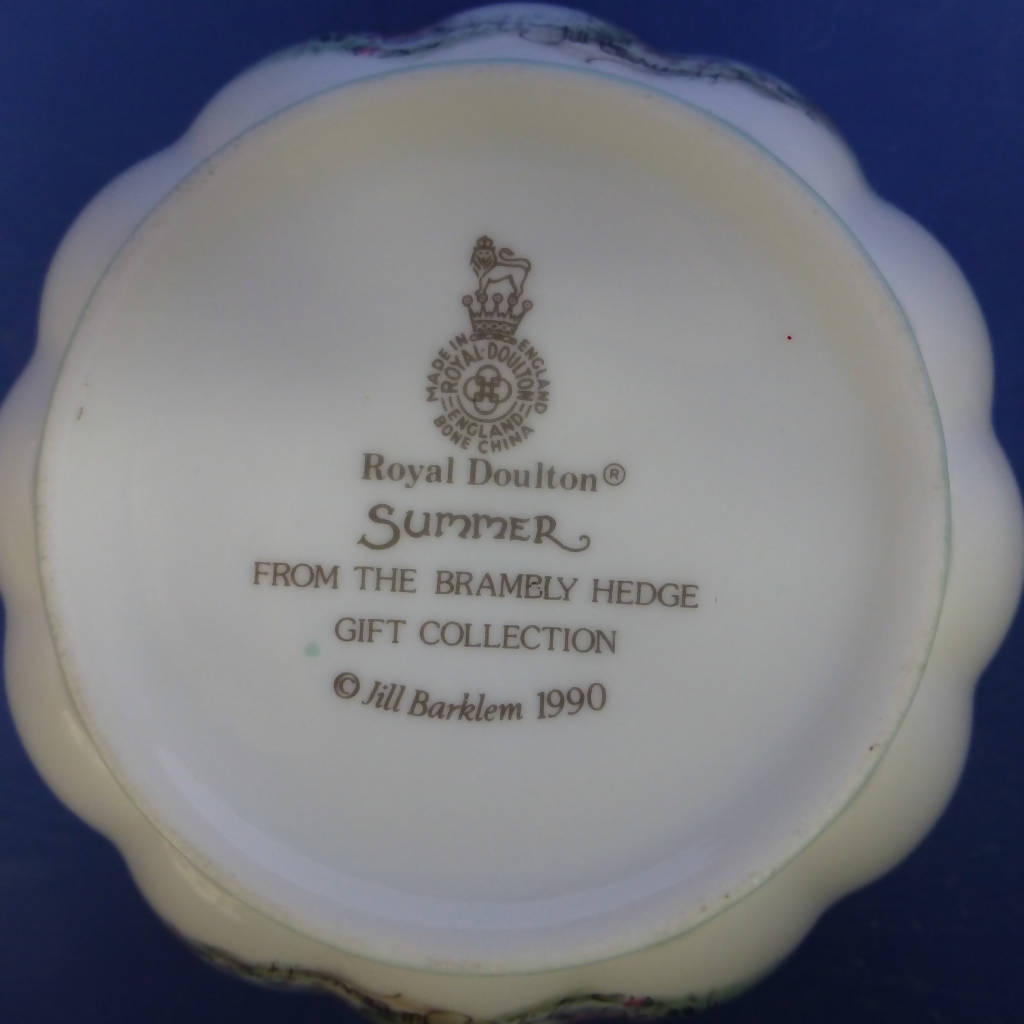 MADE IN ENGLAND
ROYAL·DOULTON
ENGLAND
BONE CHINA
Royal Doulton®
SUMMER
FROM THE BRAMBLY HEDGE
GIFT COLLECTION
© Jill Barklem 1990